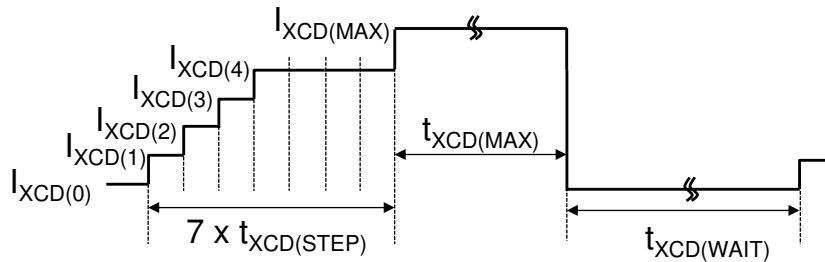 I_XCD(MAX)
I_XCD(4)
I_XCD(3)
I_XCD(2)
I_XCD(1)
I_XCD(0)
t_XCD(MAX)
7 x t_XCD(STEP)
t_XCD(WAIT)